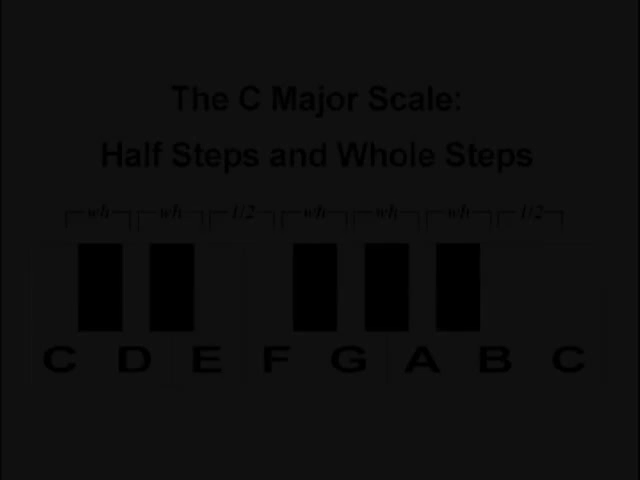 The C Major Scale:
Half Steps and Whole Steps
wh wh 1/2 wh wh wh 1/2
C D E F G A B C